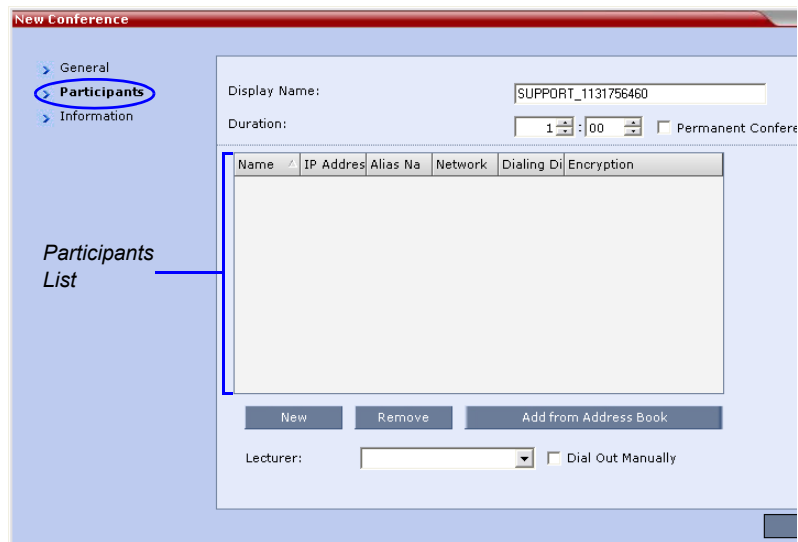 New Conference
General
Participants
Information
Display Name: SUPPORT_1131756460
Duration: 1 : 00 Permanent Confere
Name IP Addres Alias Na Network Dialing Di Encryption
Participants
List
New Remove Add from Address Book
Lecturer: Dial Out Manually